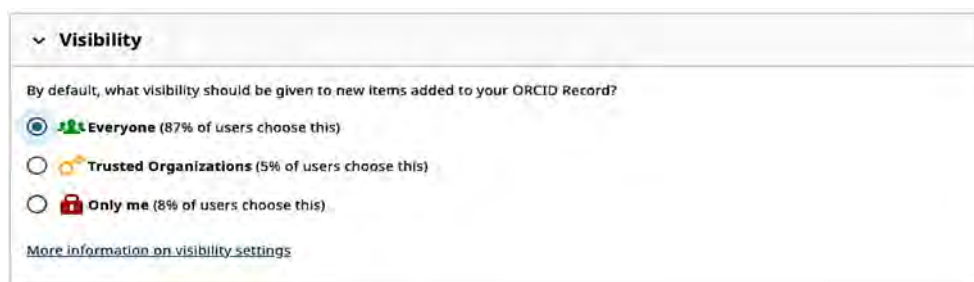 Visibility
By default, what visibility should be given to new items added to your ORCID Record?
Everyone (87% of users choose this)
Trusted Organizations (5% of users choose this)
Only me (8% of users choose this)
More information on visibility settings